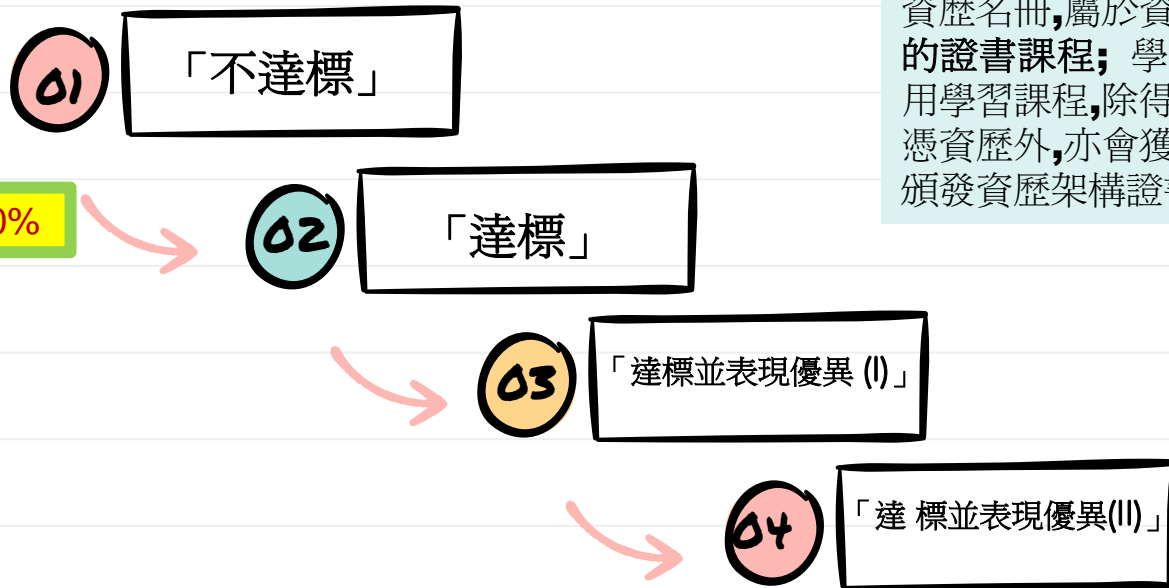 01
「不達標」
資歷名冊,屬於資
的證書課程; 學
用學習課程,除得
憑資歷外,亦會獲
頒發資歷架構證
0%
02
「達標」
03
「達標並表現優異 (I)」
04
「達 標並表現優異(II)」